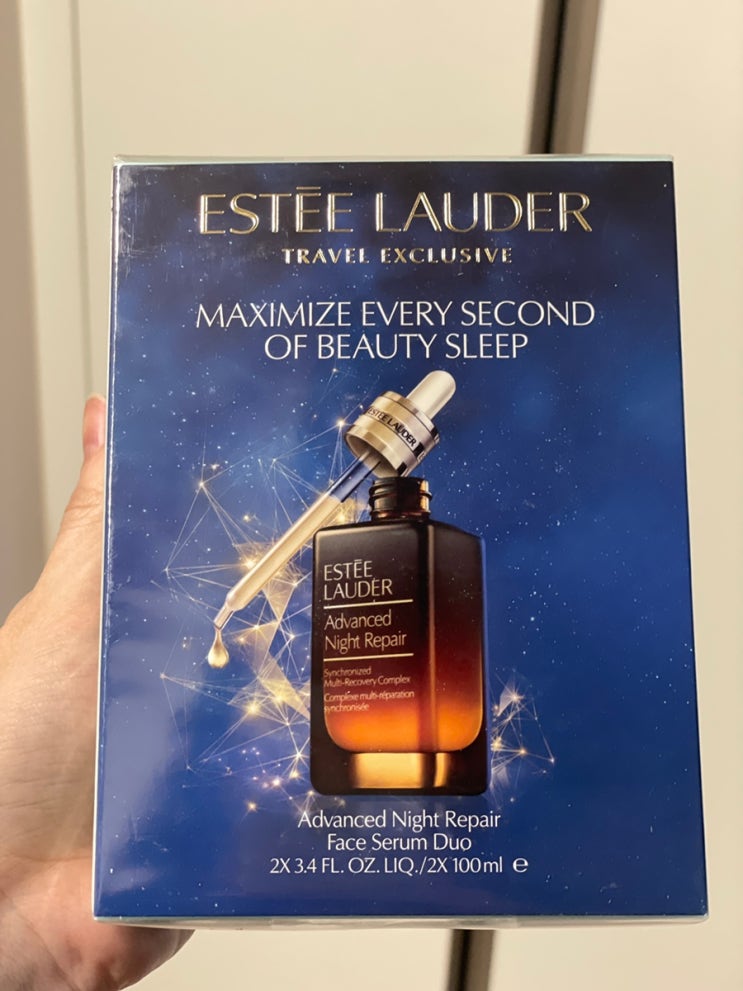 ESTĒE LAUDER
TRAVEL EXCLUSIVE
MAXIMIZE EVERY SECOND
OF BEAUTY SLEEP
ESTĒE LAUDER
ESTĒE
LAUDER
Advanced
Night Repair
Synchronized
Multi-Recovery Complex
Complexe multi-réparation
synchronisée
Advanced Night Repair
Face Serum Duo
2X 3.4 FL. OZ. LIQ./2X 100 ml ℮